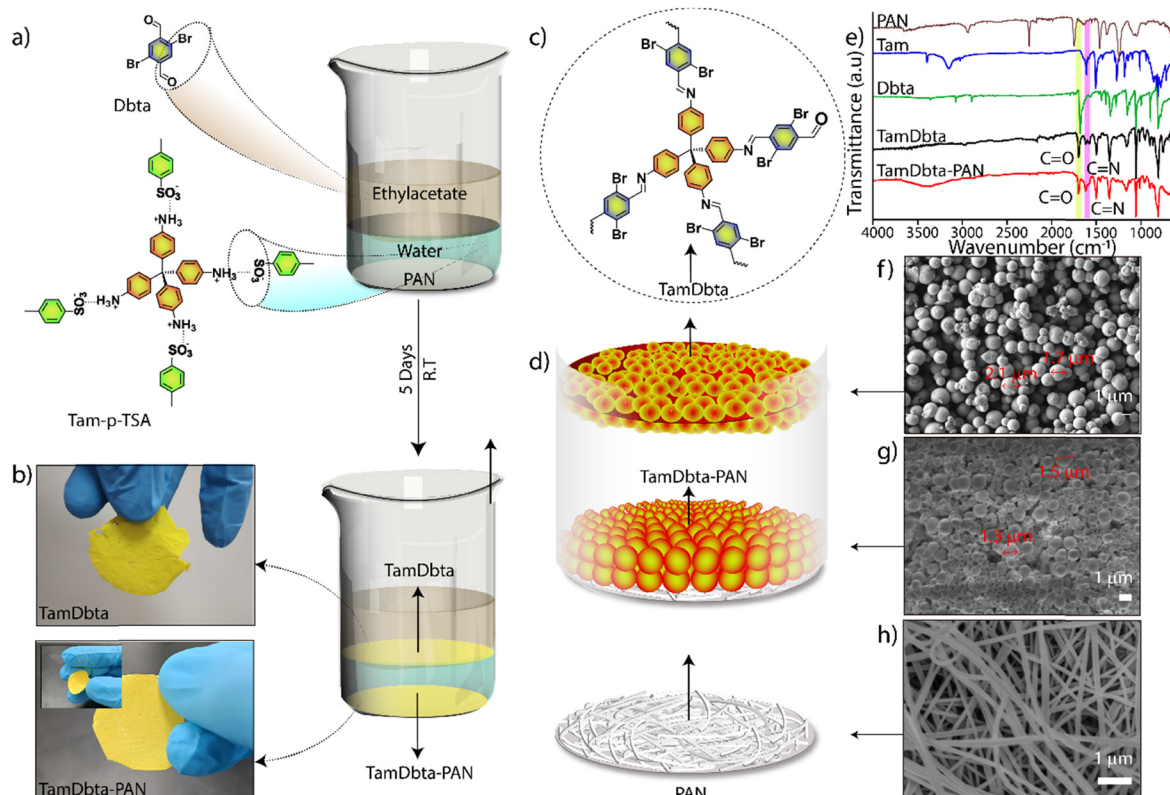 a)
O
Br
Br
O
Dbta
SO3-
+NH3
H3N+
NH3+
SO3-
SO3-
+NH3
SO3-
Tam-p-TSA
Ethylacetate
Water
PAN
5 Days
R.T
b)
TamDbta
TamDbta-PAN
TamDbta
TamDbta-PAN
c)
Br
Br
N
Br
O
N
Br
N
Br
Br
N
Br
Br
TamDbta
d)
TamDbta-PAN
PAN
e)
Transmittance (a.u)
PAN
Tam
Dbta
TamDbta
C=O
C=N
TamDbta-PAN
C=O
C=N
4000 3000 2000 1500 1000
Wavenumber (cm-1)
f)
1.7 μm
2.1 μm
1 μm
g)
1.5 μm
1.3 μm
1 μm
h)
1 μm